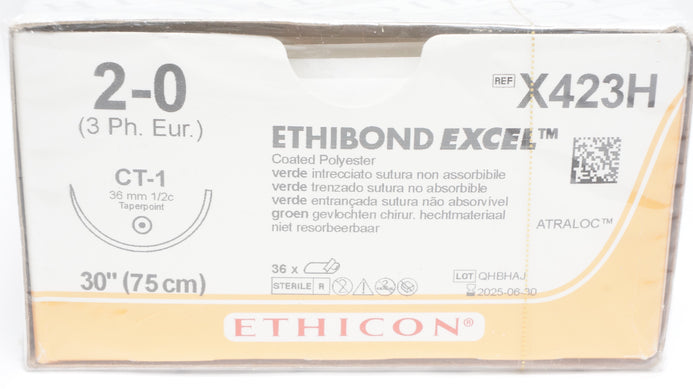 2-0
(3 Ph. Eur.)
CT-1
36 mm 1/2c
Taperpoint
30" (75 cm)
REF X423H
ETHIBOND EXCEL™
Coated Polyester
verde intrecciato sutura non assorbibile
verde trenzado sutura no absorbible
verde entrançada sutura não absorvível
groen gevlochten chirur. hechtmateriaal
niet resorbeerbaar
ATRALOC™
36 x
STERILE R
LOT QHBHAJ
2025-06-30
ETHICON®